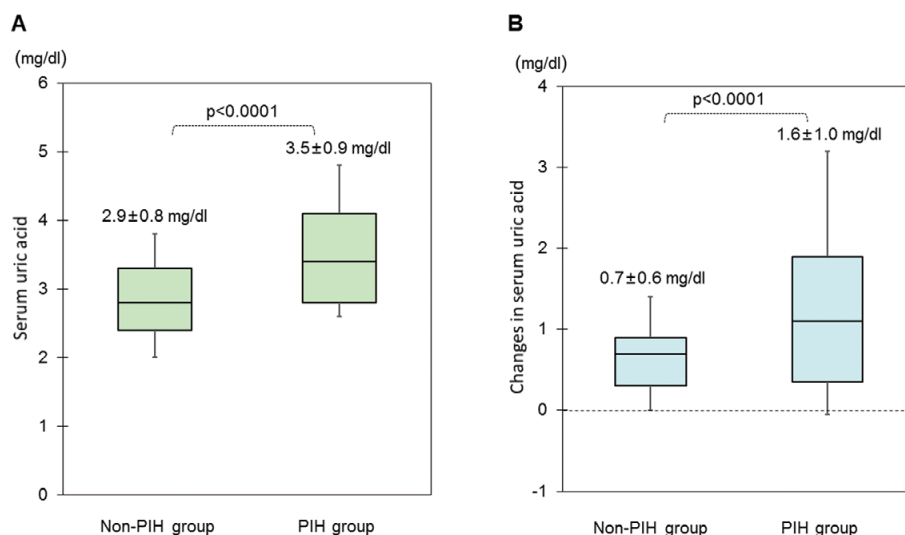 A
(mg/dl)
6
5
4
3
2
1
0
Serum uric acid
p<0.0001
3.5±0.9 mg/dl
2.9±0.8 mg/dl
Non-PIH group
PIH group
B
(mg/dl)
4
3
2
1
0
-1
Changes in serum uric acid
p<0.0001
1.6±1.0 mg/dl
0.7±0.6 mg/dl
Non-PIH group
PIH group